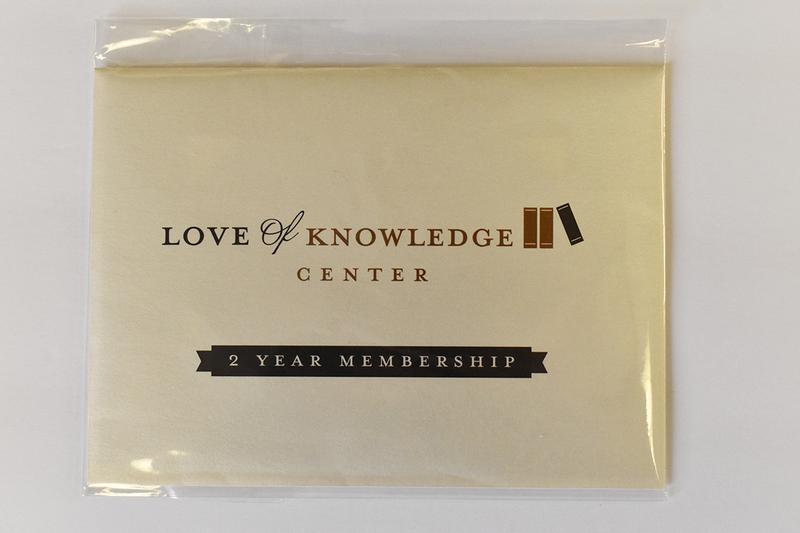 LOVE Of KNOWLEDGE
CENTER
2 YEAR MEMBERSHIP